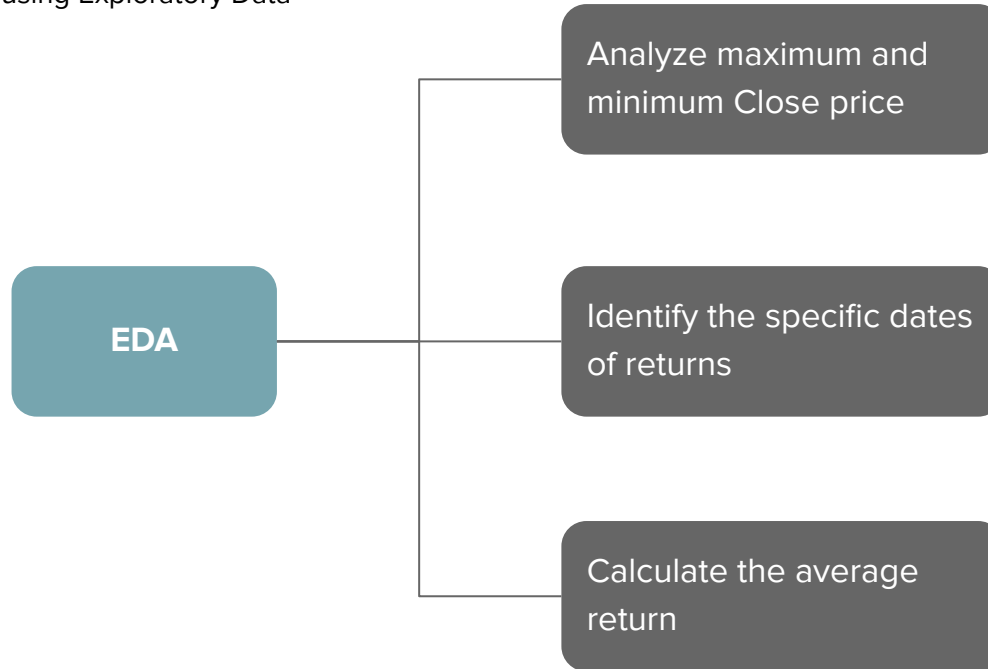 using Exploratory Data
Analyze maximum and
minimum Close price
EDA
Identify the specific dates
of returns
Calculate the average
return